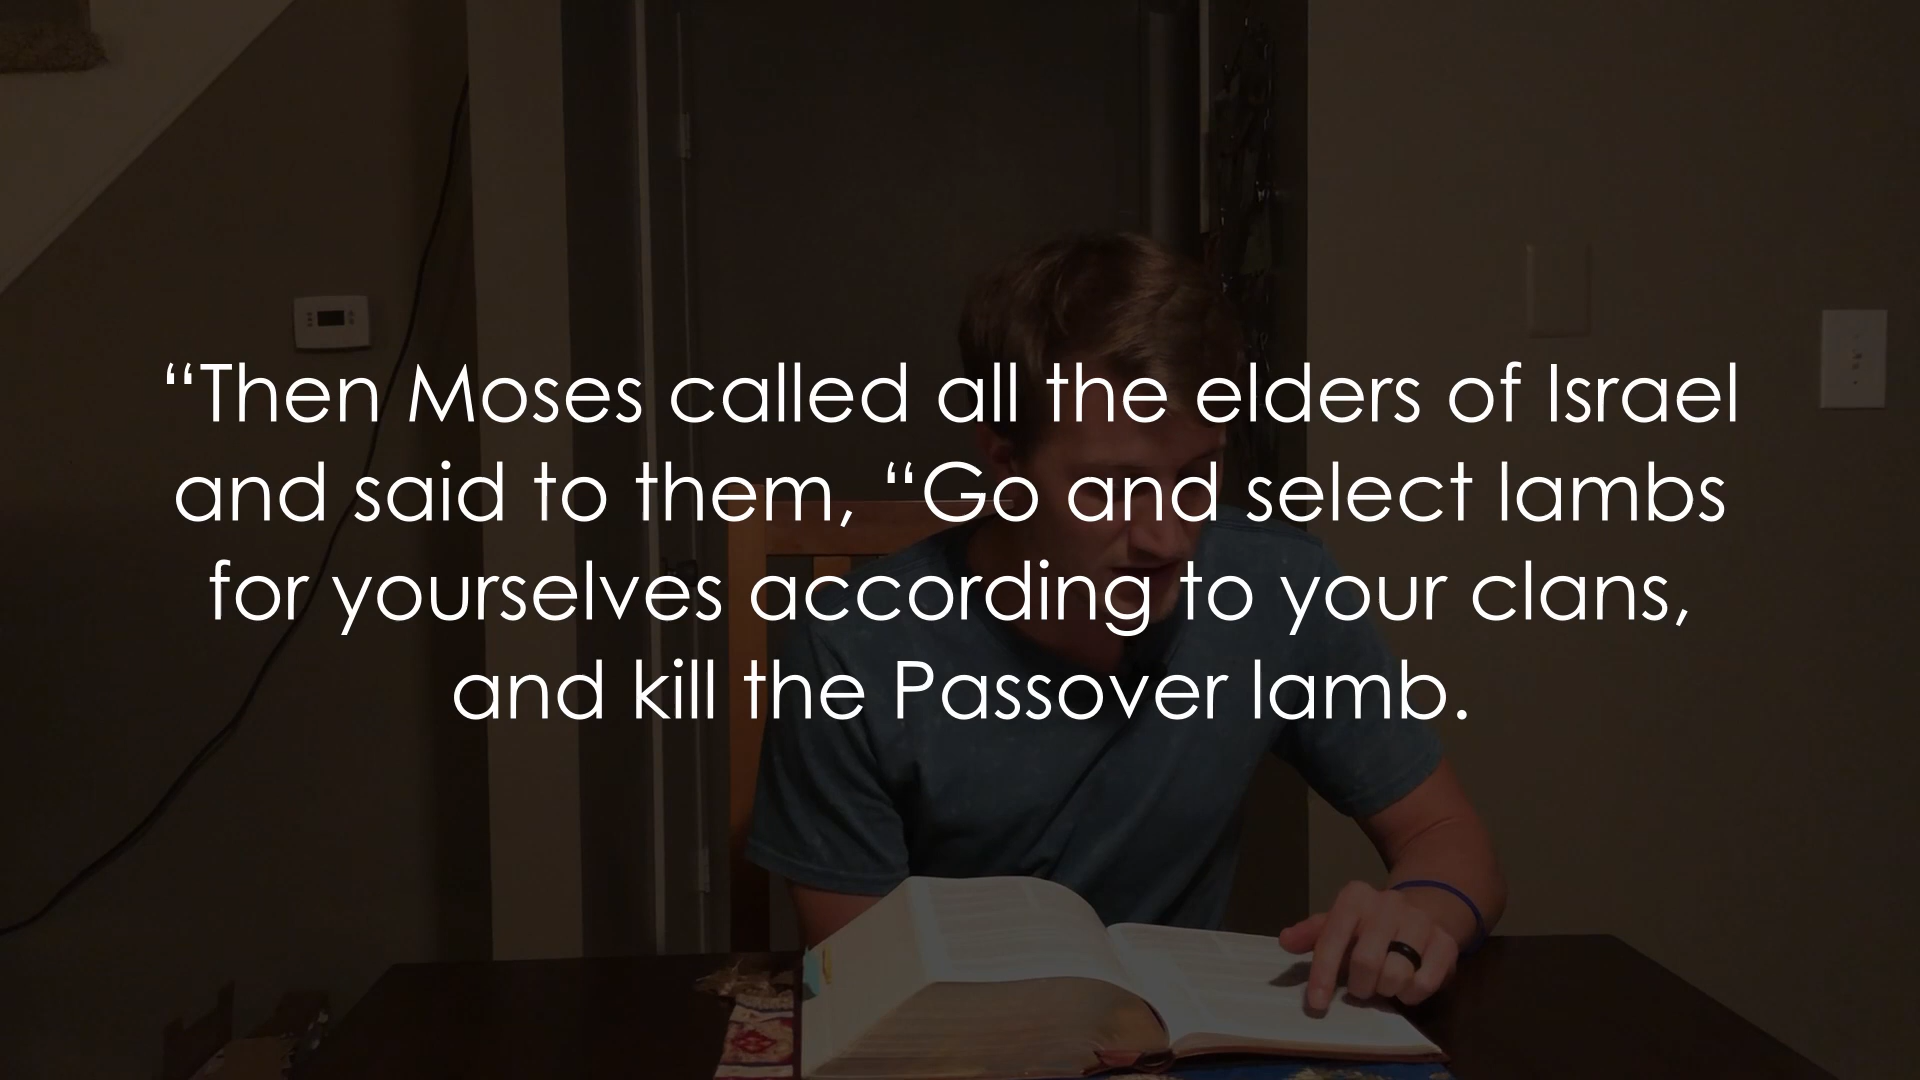 “Then Moses called all the elders of Israel
and said to them, “Go and select lambs
for yourselves according to your clans,
and kill the Passover lamb.